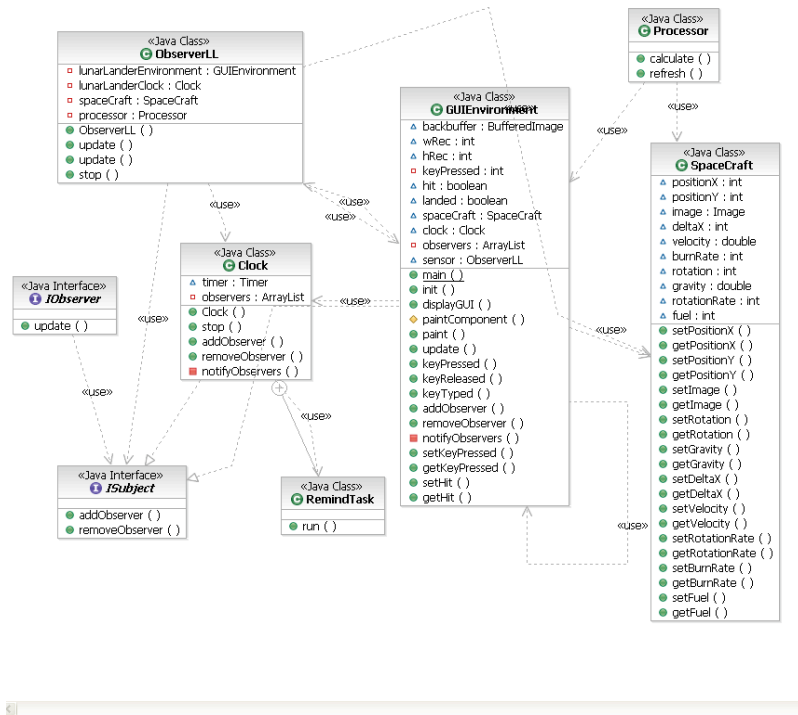 «Java Class»
ObserverLL
lunarLanderEnvironment : GUIEnvironment
lunarLanderClock : Clock
spaceCraft : SpaceCraft
processor : Processor
ObserverLL ( )
update ( )
update ( )
stop ( )
«Java Class»
Processor
calculate ( )
refresh ( )
«Java Class»
GUIEnvironment
«use»
backbuffer : BufferedImage
wRec : int
hRec : int
keyPressed : int
hit : boolean
landed : boolean
spaceCraft : SpaceCraft
clock : Clock
observers : ArrayList
sensor : ObserverLL
main ( )
init ( )
displayGUI ( )
paintComponent ( )
paint ( )
update ( )
keyPressed ( )
keyReleased ( )
keyTyped ( )
addObserver ( )
removeObserver ( )
notifyObservers ( )
setKeyPressed ( )
getKeyPressed ( )
setHit ( )
getHit ( )
«use»
«use»
«Java Class»
SpaceCraft
positionX : int
positionY : int
image : Image
deltaX : int
velocity : double
burnRate : int
rotation : int
gravity : double
rotationRate : int
fuel : int
setPositionX ( )
getPositionX ( )
setPositionY ( )
getPositionY ( )
setImage ( )
getImage ( )
setRotation ( )
getRotation ( )
setGravity ( )
getGravity ( )
setDeltaX ( )
getDeltaX ( )
setVelocity ( )
getVelocity ( )
setRotationRate ( )
getRotationRate ( )
setBurnRate ( )
getBurnRate ( )
setFuel ( )
getFuel ( )
«use»
«use»
«use»
«Java Class»
Clock
timer : Timer
observers : ArrayList
Clock ( )
stop ( )
addObserver ( )
removeObserver ( )
notifyObservers ( )
«Java Interface»
IObserver
update ( )
«use»
«use»
«use»
«use»
«use»
«Java Interface»
ISubject
addObserver ( )
removeObserver ( )
«Java Class»
RemindTask
run ( )
«use»